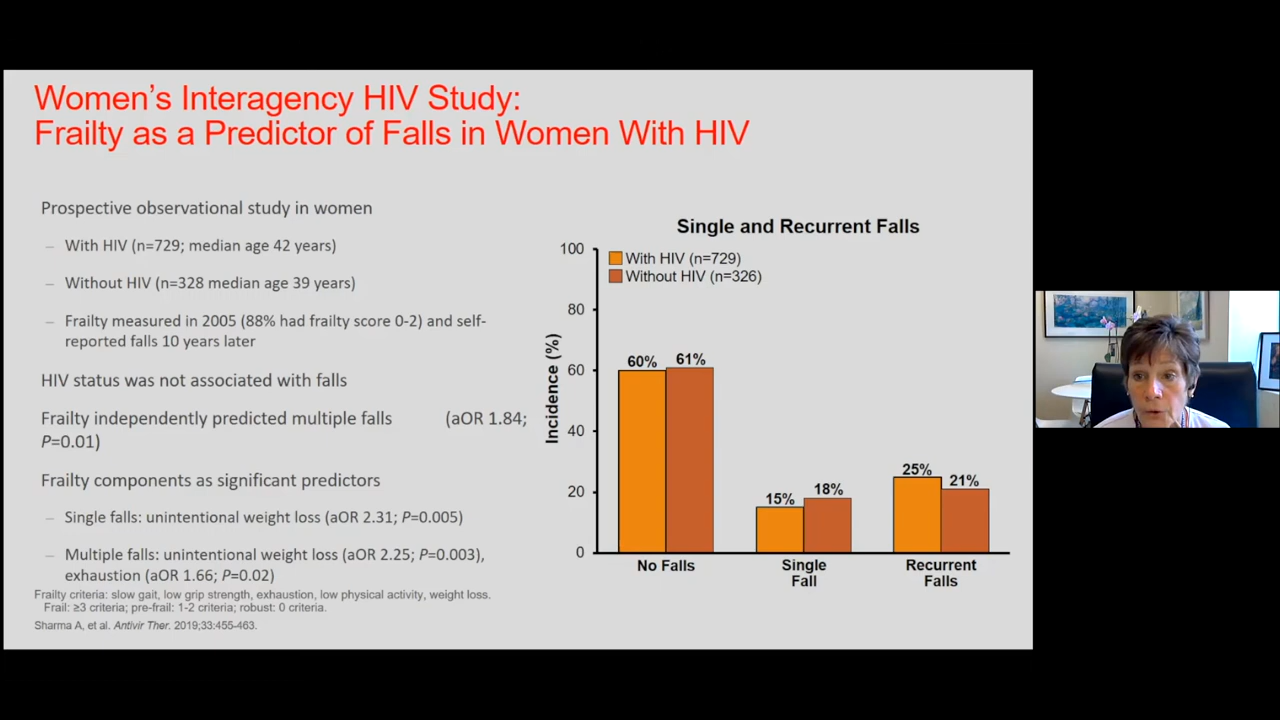 Women's Interagency HIV Study:
Frailty as a Predictor of Falls in Women With HIV
Prospective observational study in women
– With HIV (n=729; median age 42 years)
– Without HIV (n=328 median age 39 years)
– Frailty measured in 2005 (88% had frailty score 0-2) and self-
reported falls 10 years later
HIV status was not associated with falls
Frailty independently predicted multiple falls (aOR 1.84;
P=0.01)
Frailty components as significant predictors
– Single falls: unintentional weight loss (aOR 2.31; P=0.005)
– Multiple falls: unintentional weight loss (aOR 2.25; P=0.003),
exhaustion (aOR 1.66; P=0.02)
Frailty criteria: slow gait, low grip strength, exhaustion, low physical activity, weight loss.
Frail: ≥3 criteria; pre-frail: 1-2 criteria; robust: 0 criteria.
Sharma A, et al. Antivir Ther. 2019;33:455-463.
Single and Recurrent Falls
With HIV (n=729)
Without HIV (n=326)
Incidence (%)
100
80
60
40
20
0
60%
61%
15%
18%
25%
21%
No Falls
Single
Fall
Recurrent
Falls